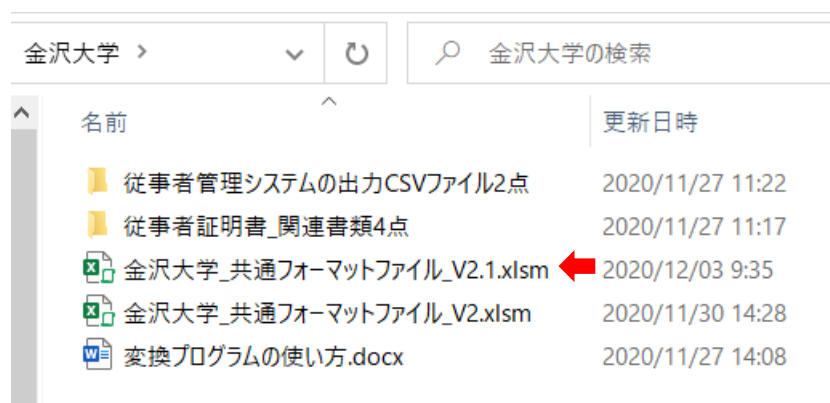 金沢大学
金沢大学の検索
名前 更新日時
従事者管理システムの出力CSVファイル2点 2020/11/27 11:22
従事者証明書_関連書類4点 2020/11/27 11:17
金沢大学_共通フォーマットファイル_V2.1.xlsm 2020/12/03 9:35
金沢大学_共通フォーマットファイル_V2.xlsm 2020/11/30 14:28
変換プログラムの使い方.docx 2020/11/27 14:08